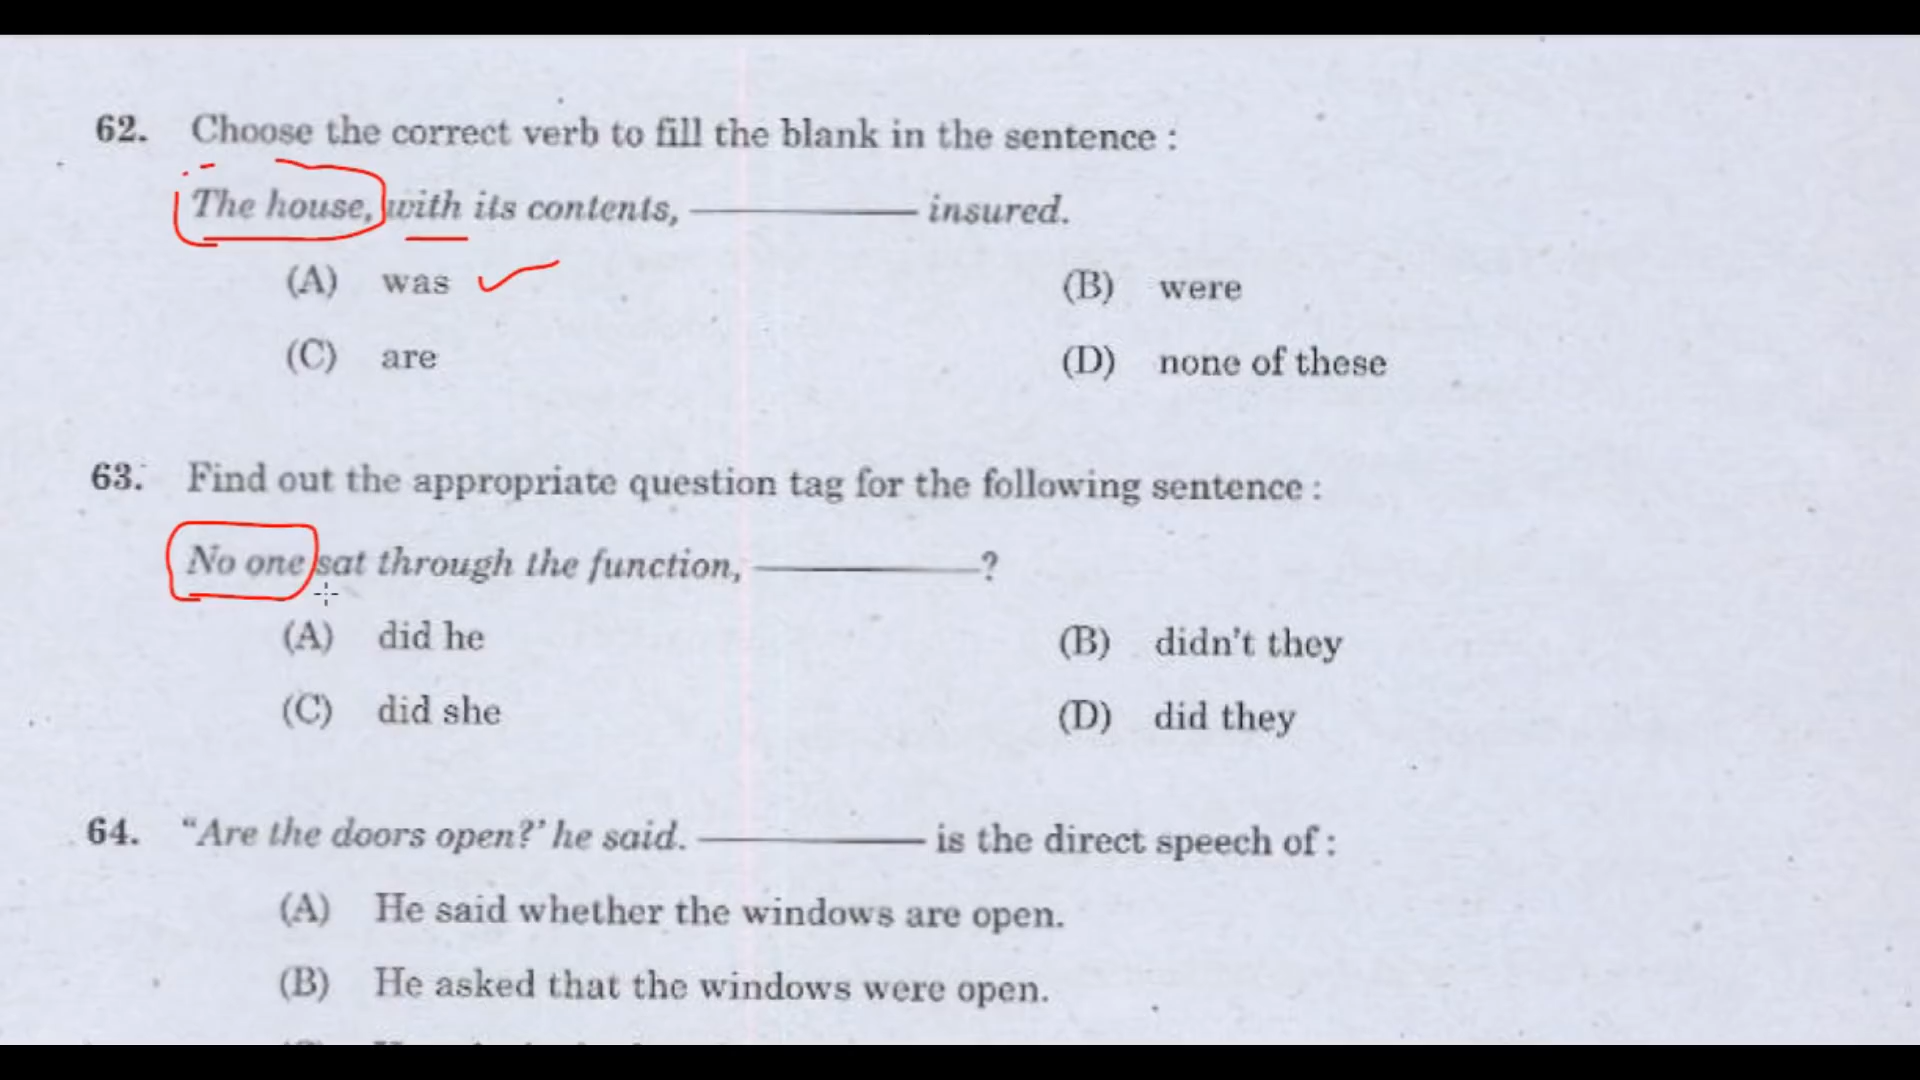 62. Choose the correct verb to fill the blank in the sentence :
The house, with its contents, ―――― insured.
(A) was (B) were
(C) are (D) none of these
63. Find out the appropriate question tag for the following sentence :
No one sat through the function, ――――?
(A) did he (B) didn't they
(C) did she (D) did they
64. "Are the doors open?' he said. ―――― is the direct speech of :
(A) He said whether the windows are open.
(B) He asked that the windows were open.